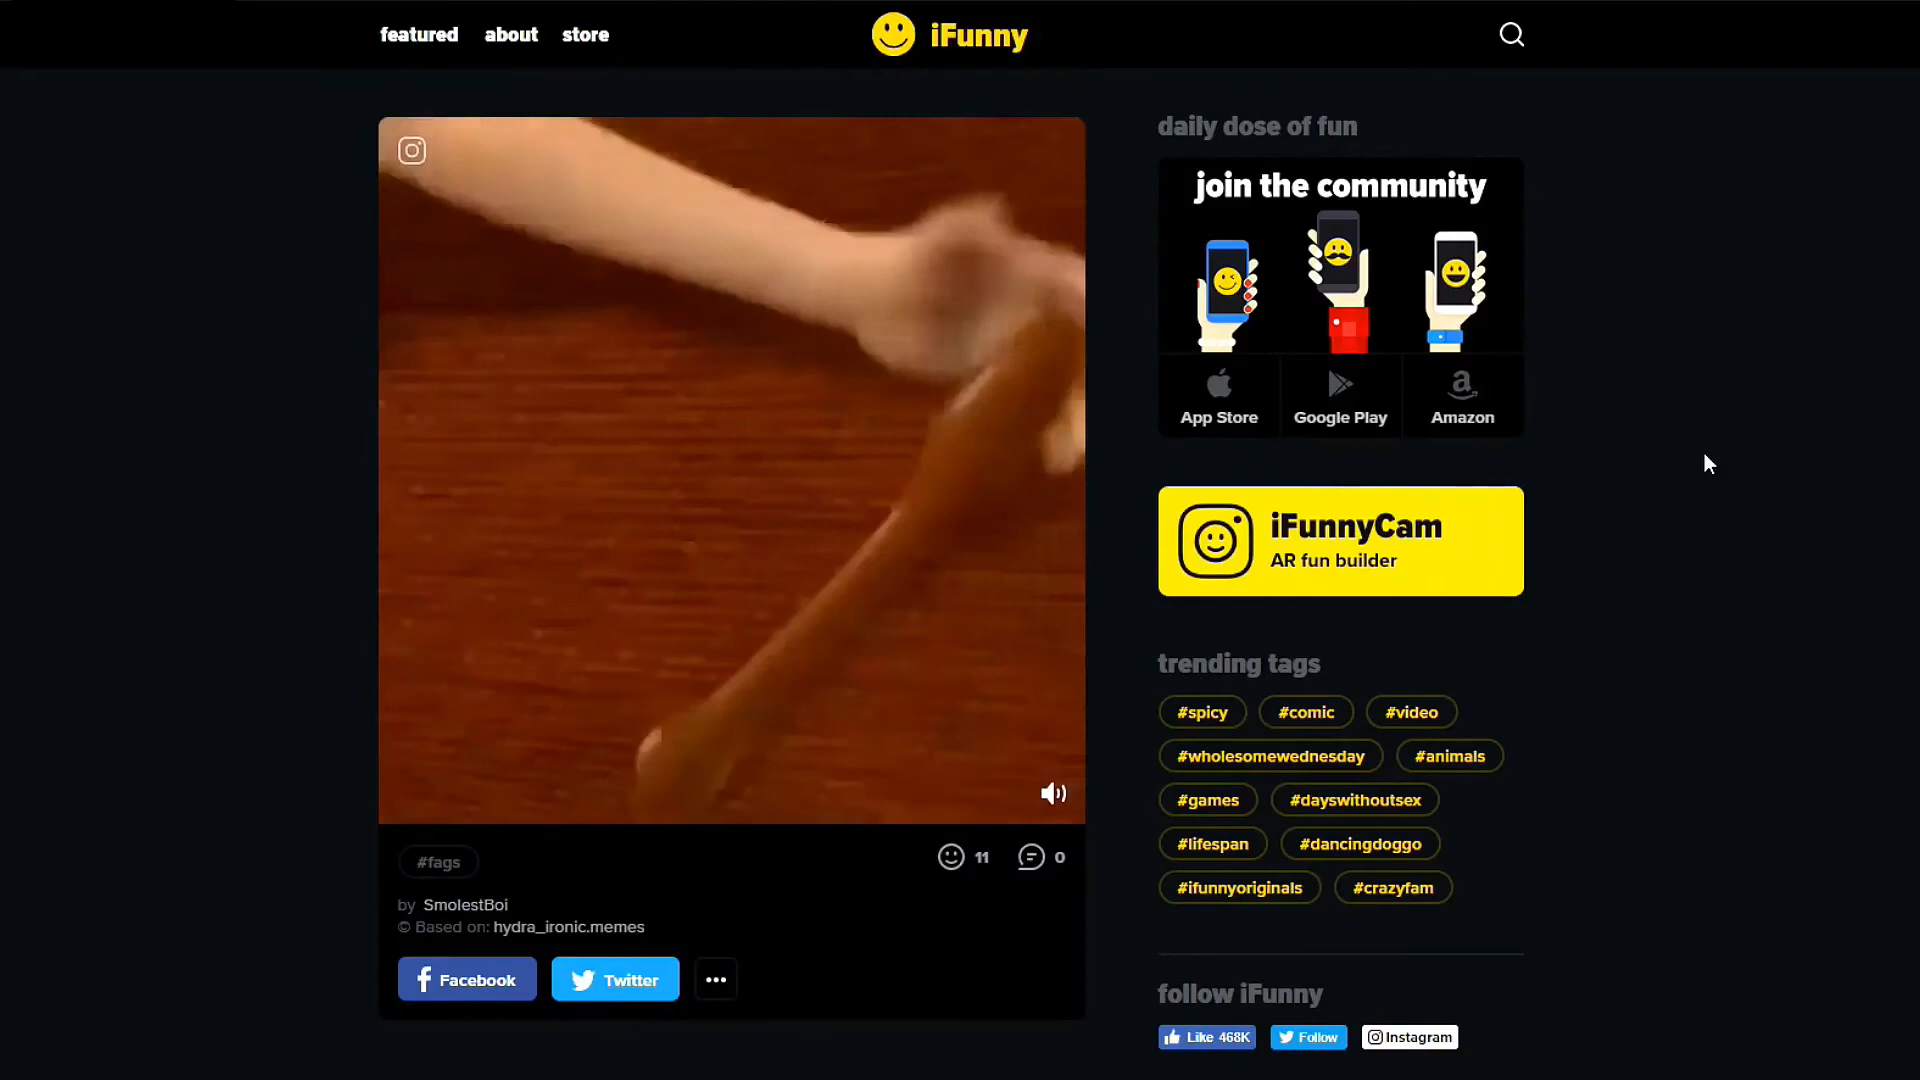 featured about store
iFunny
daily dose of fun
join the community
App Store Google Play Amazon
iFunnyCam
AR fun builder
trending tags
#spicy #comic #video
#wholesomewednesday #animals
#games #dayswithoutsex
#lifespan #dancingdoggo
#ifunnyoriginals #crazyfam
#fags
11 0
by SmolestBoi
© Based on: hydra_ironic.memes
Facebook Twitter
follow iFunny
Like 468K Follow Instagram